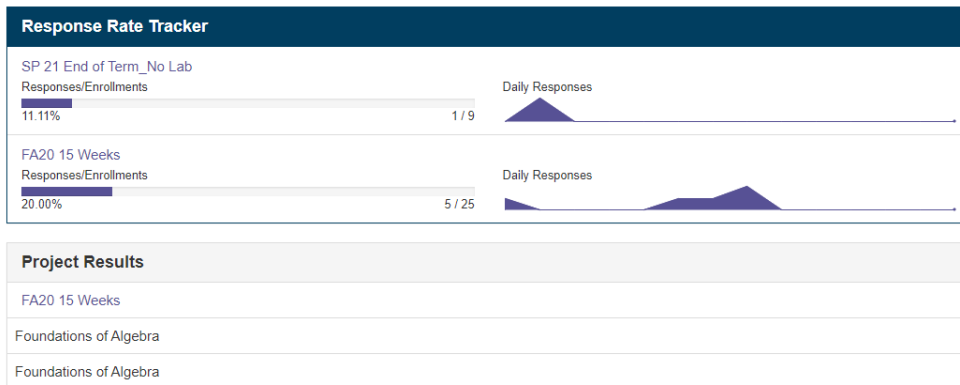 Response Rate Tracker
SP 21 End of Term_No Lab
Responses/Enrollments
Daily Responses
11.11%
1 / 9
FA20 15 Weeks
Responses/Enrollments
Daily Responses
20.00%
5 / 25
Project Results
FA20 15 Weeks
Foundations of Algebra
Foundations of Algebra